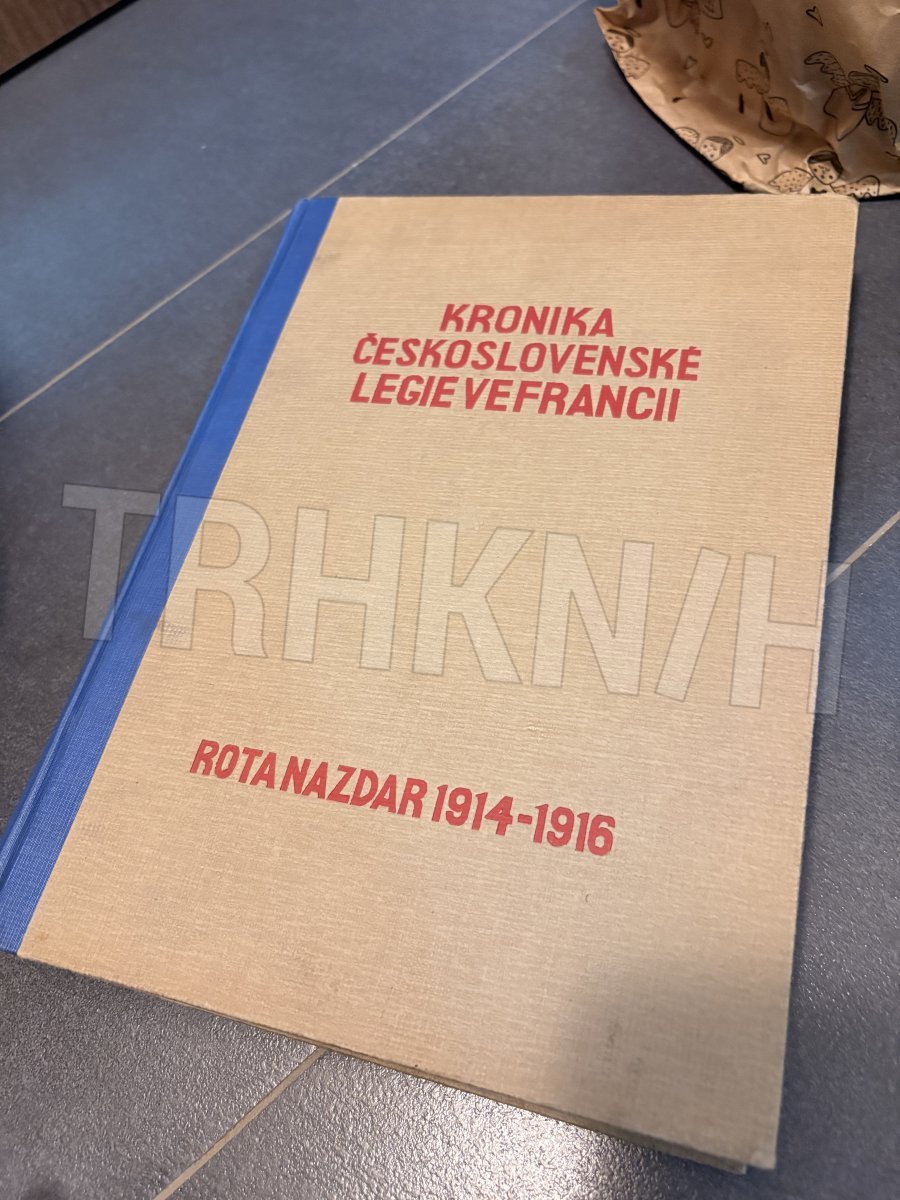 KRONIKA
ČESKOSLOVENSKÉ
LEGIE VE FRANCII
TRHKNIH
ROTA NAZDAR 1914-1916